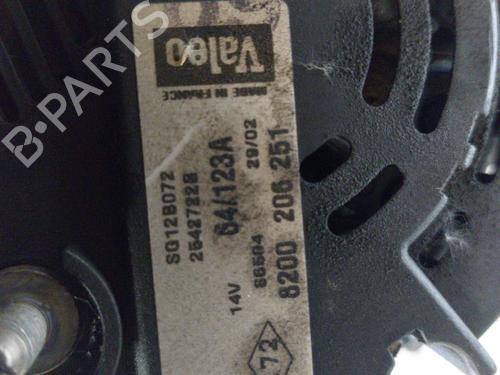 Valeo
MADE IN FRANCE
SG12B072
2542722B
64/123A
29/02
14V
86504
8200 206 251
72
B-PARTS